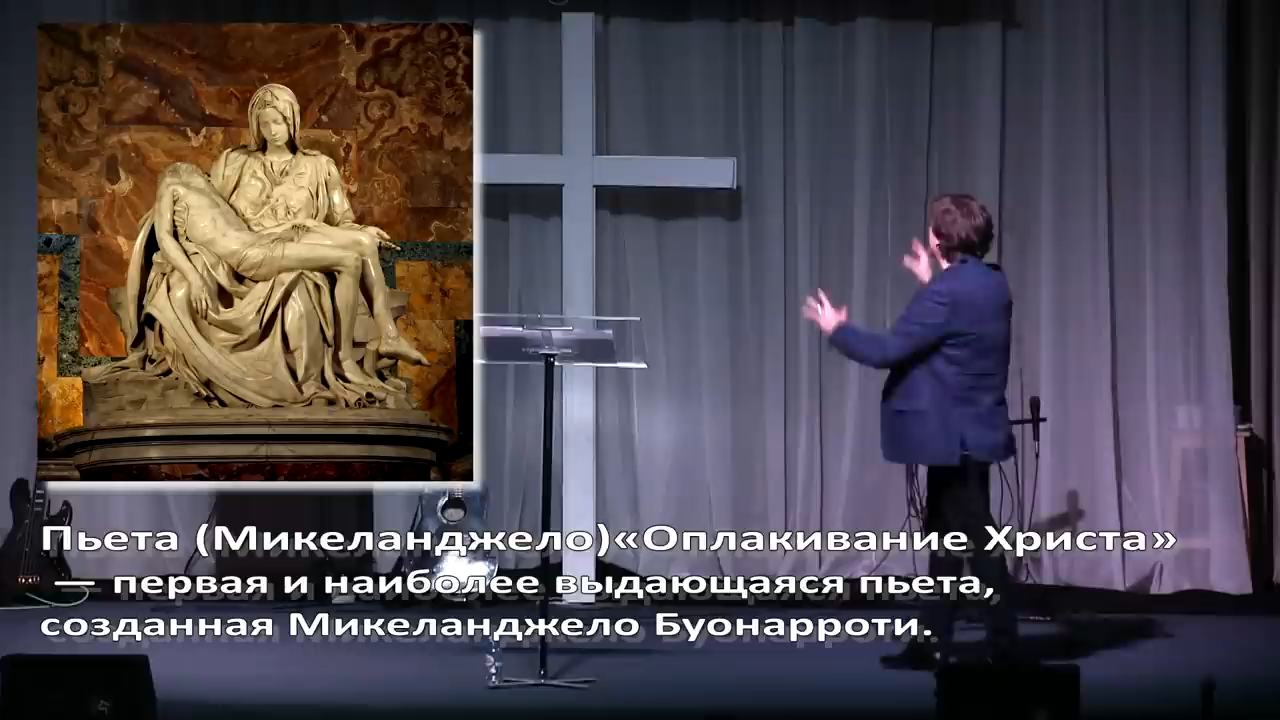 Пьета (Микеланджело)«Оплакивание Христа»
— первая и наиболее выдающаяся пьета,
созданная Микеланджело Буонарроти.